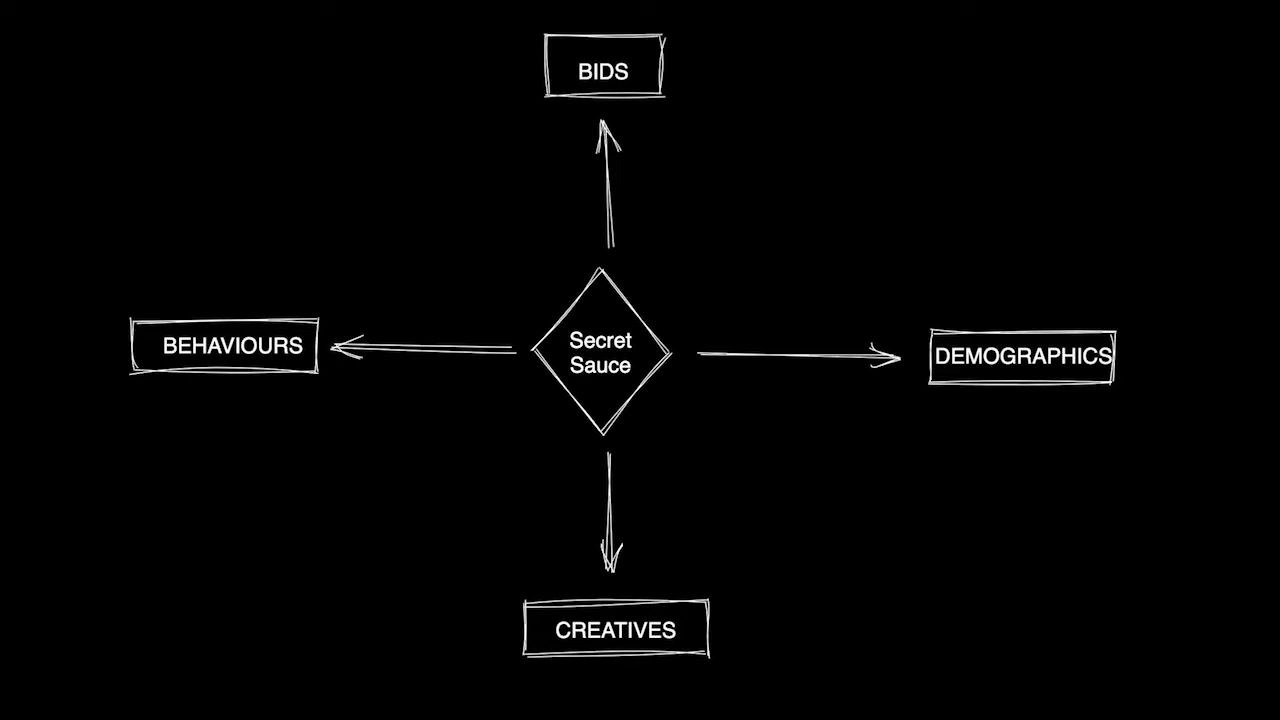 BIDS
BEHAVIOURS
Secret
Sauce
DEMOGRAPHICS
CREATIVES